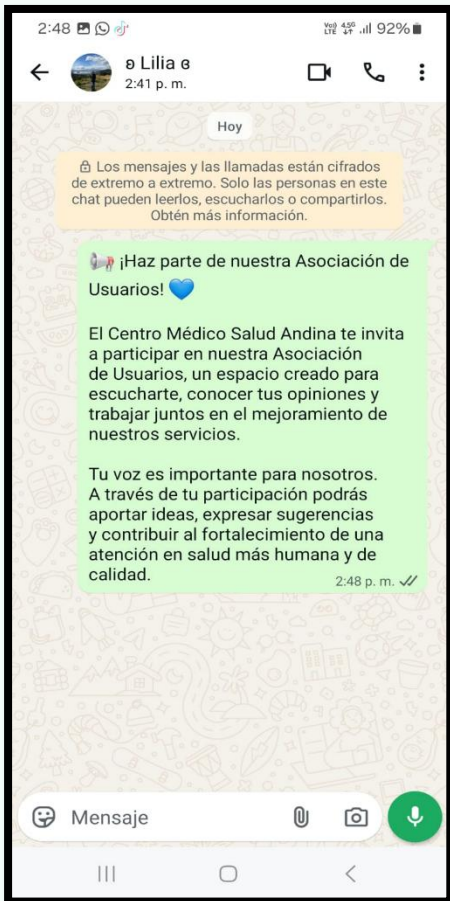 2:48 92%
ʚ Lilia ɞ
2:41 p. m.
Hoy
Los mensajes y las llamadas están cifrados
de extremo a extremo. Solo las personas en este
chat pueden leerlos, escucharlos o compartirlos.
Obtén más información.
¡Haz parte de nuestra Asociación de
Usuarios! 💙
El Centro Médico Salud Andina te invita
a participar en nuestra Asociación
de Usuarios, un espacio creado para
escucharte, conocer tus opiniones y
trabajar juntos en el mejoramiento de
nuestros servicios.
Tu voz es importante para nosotros.
A través de tu participación podrás
aportar ideas, expresar sugerencias
y contribuir al fortalecimiento de una
atención en salud más humana y de
calidad.
2:48 p. m.
Mensaje